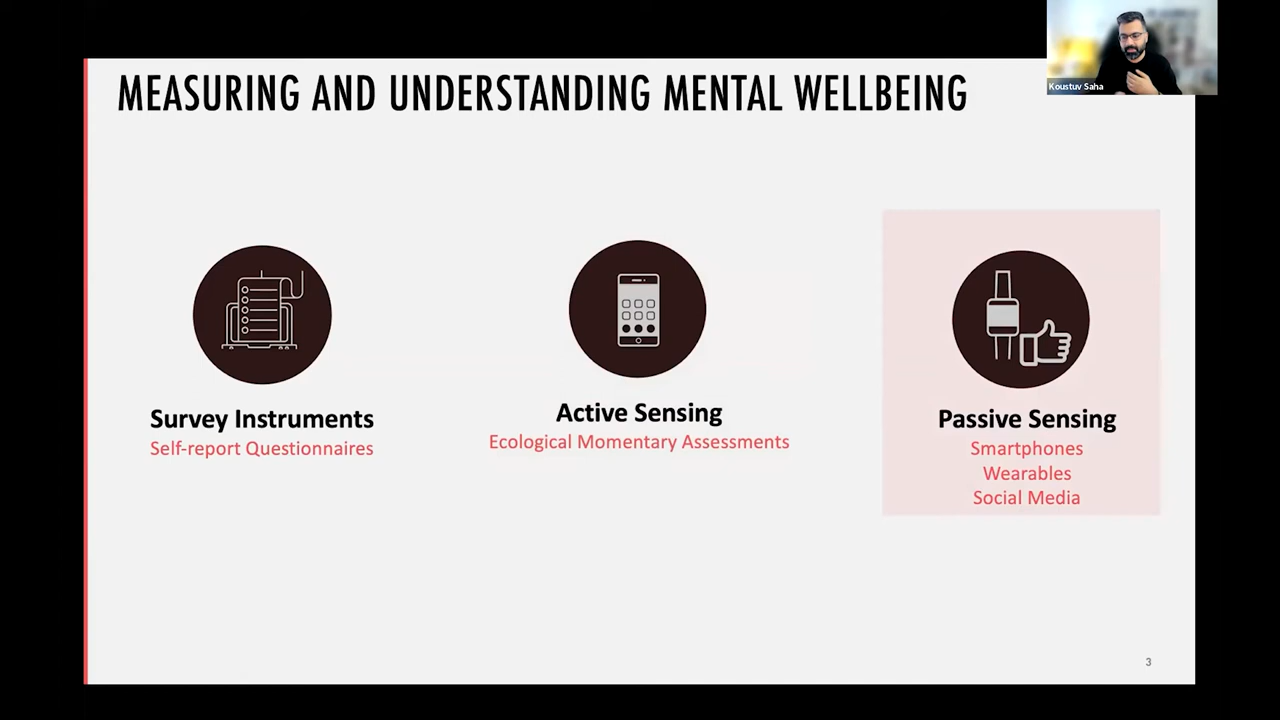 MEASURING AND UNDERSTANDING MENTAL WELLBEING
Koustuv Saha
Survey Instruments
Self-report Questionnaires
Active Sensing
Ecological Momentary Assessments
Passive Sensing
Smartphones
Wearables
Social Media
3